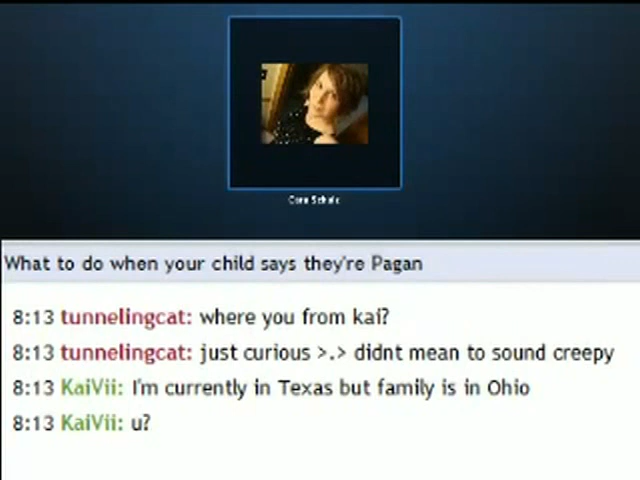 Cara Schulz
What to do when your child says they're Pagan
8:13 tunnelingcat: where you from kai?
8:13 tunnelingcat: just curious >.> didnt mean to sound creepy
8:13 KaiVii: I'm currently in Texas but family is in Ohio
8:13 KaiVii: u?